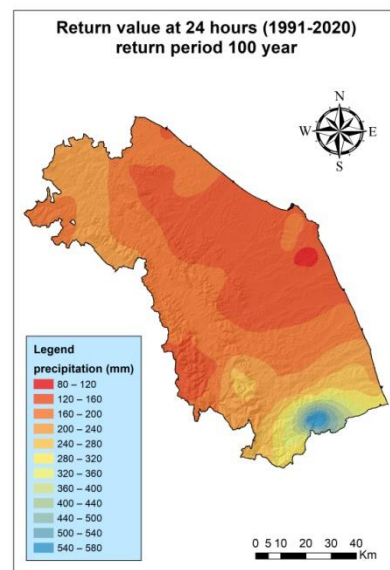 Return value at 24 hours (1991-2020)
return period 100 year
N
W
E
S
Legend
precipitation (mm)
80 – 120
120 – 160
160 – 200
200 – 240
240 – 280
280 – 320
320 – 360
360 – 400
400 – 440
440 – 500
500 – 540
540 – 580
0 5 10 20 30 40
Km